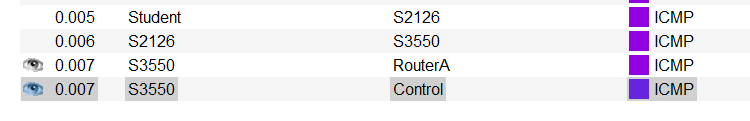 0.005 Student S2126 ICMP
0.006 S2126 S3550 ICMP
0.007 S3550 RouterA ICMP
0.007 S3550 Control ICMP